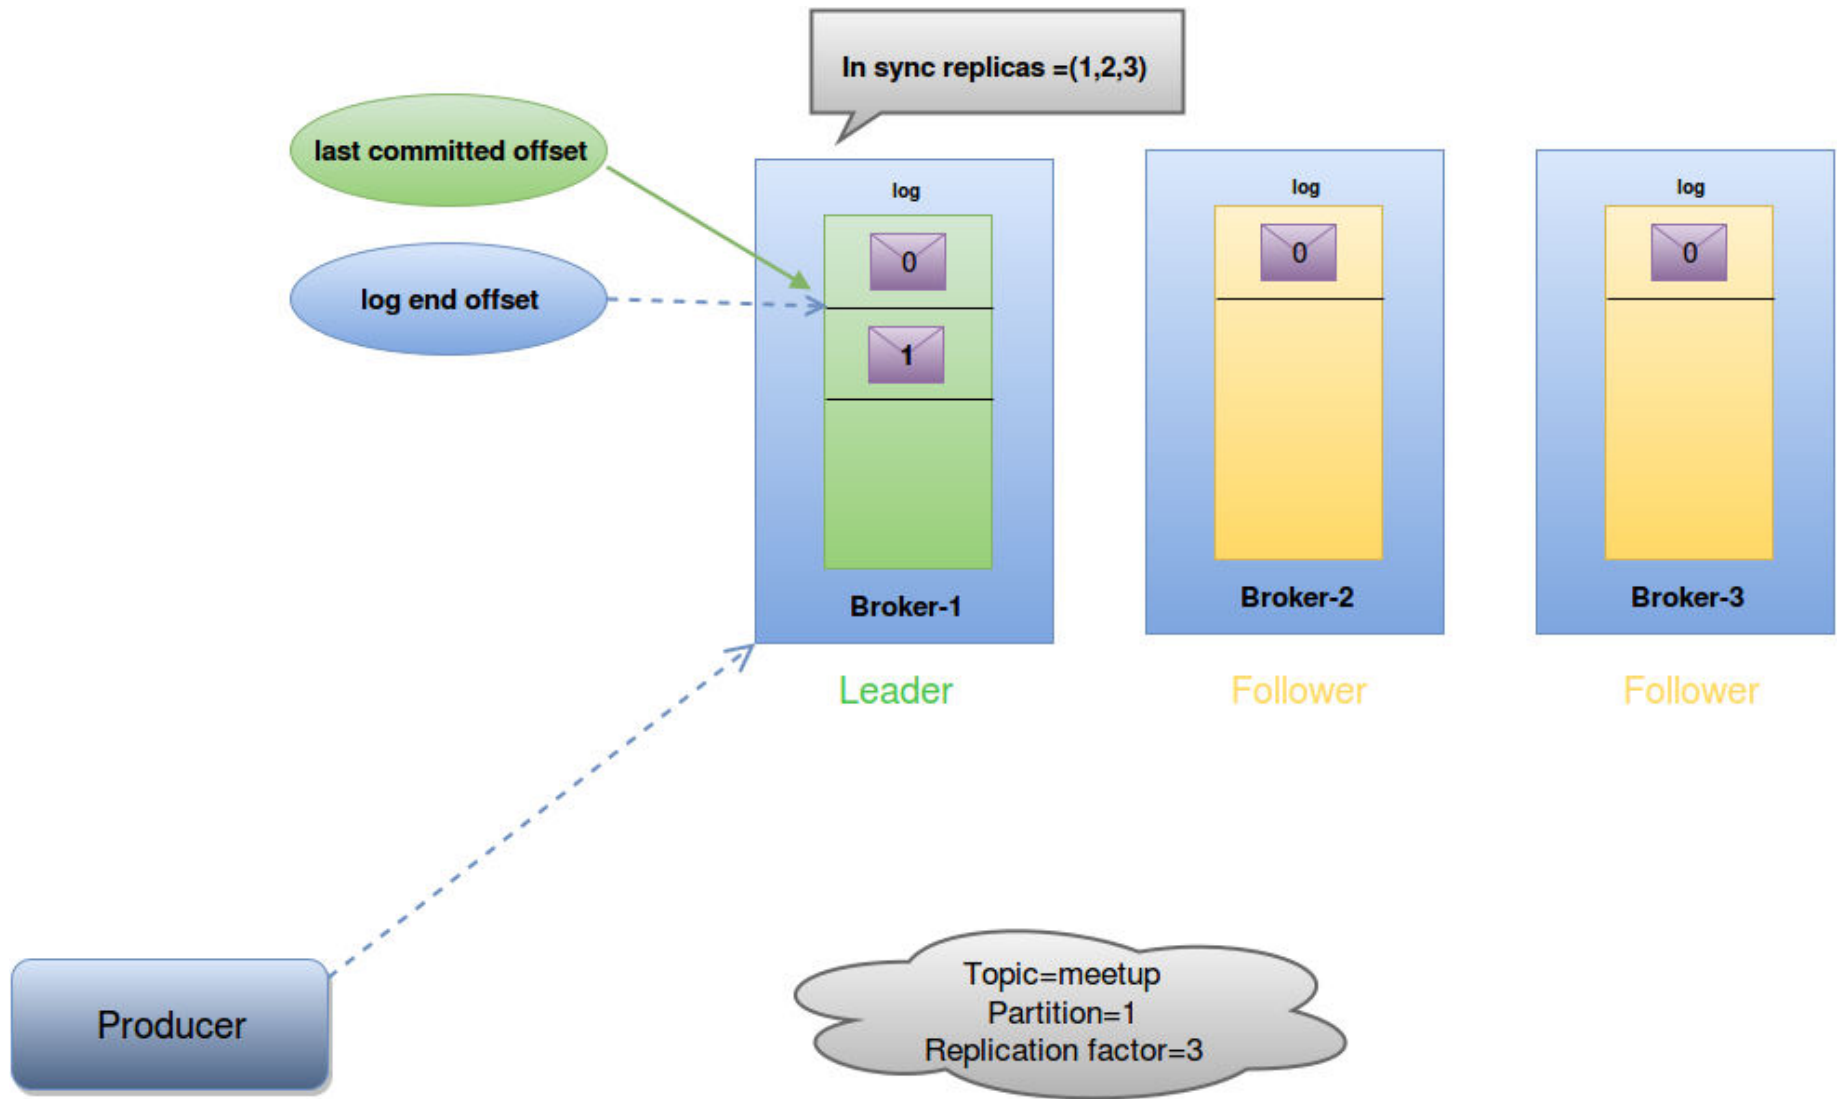 In sync replicas =(1,2,3)
last committed offset
log end offset
log
0
1
Broker-1
Leader
log
0
Broker-2
Follower
log
0
Broker-3
Follower
Producer
Topic=meetup
Partition=1
Replication factor=3